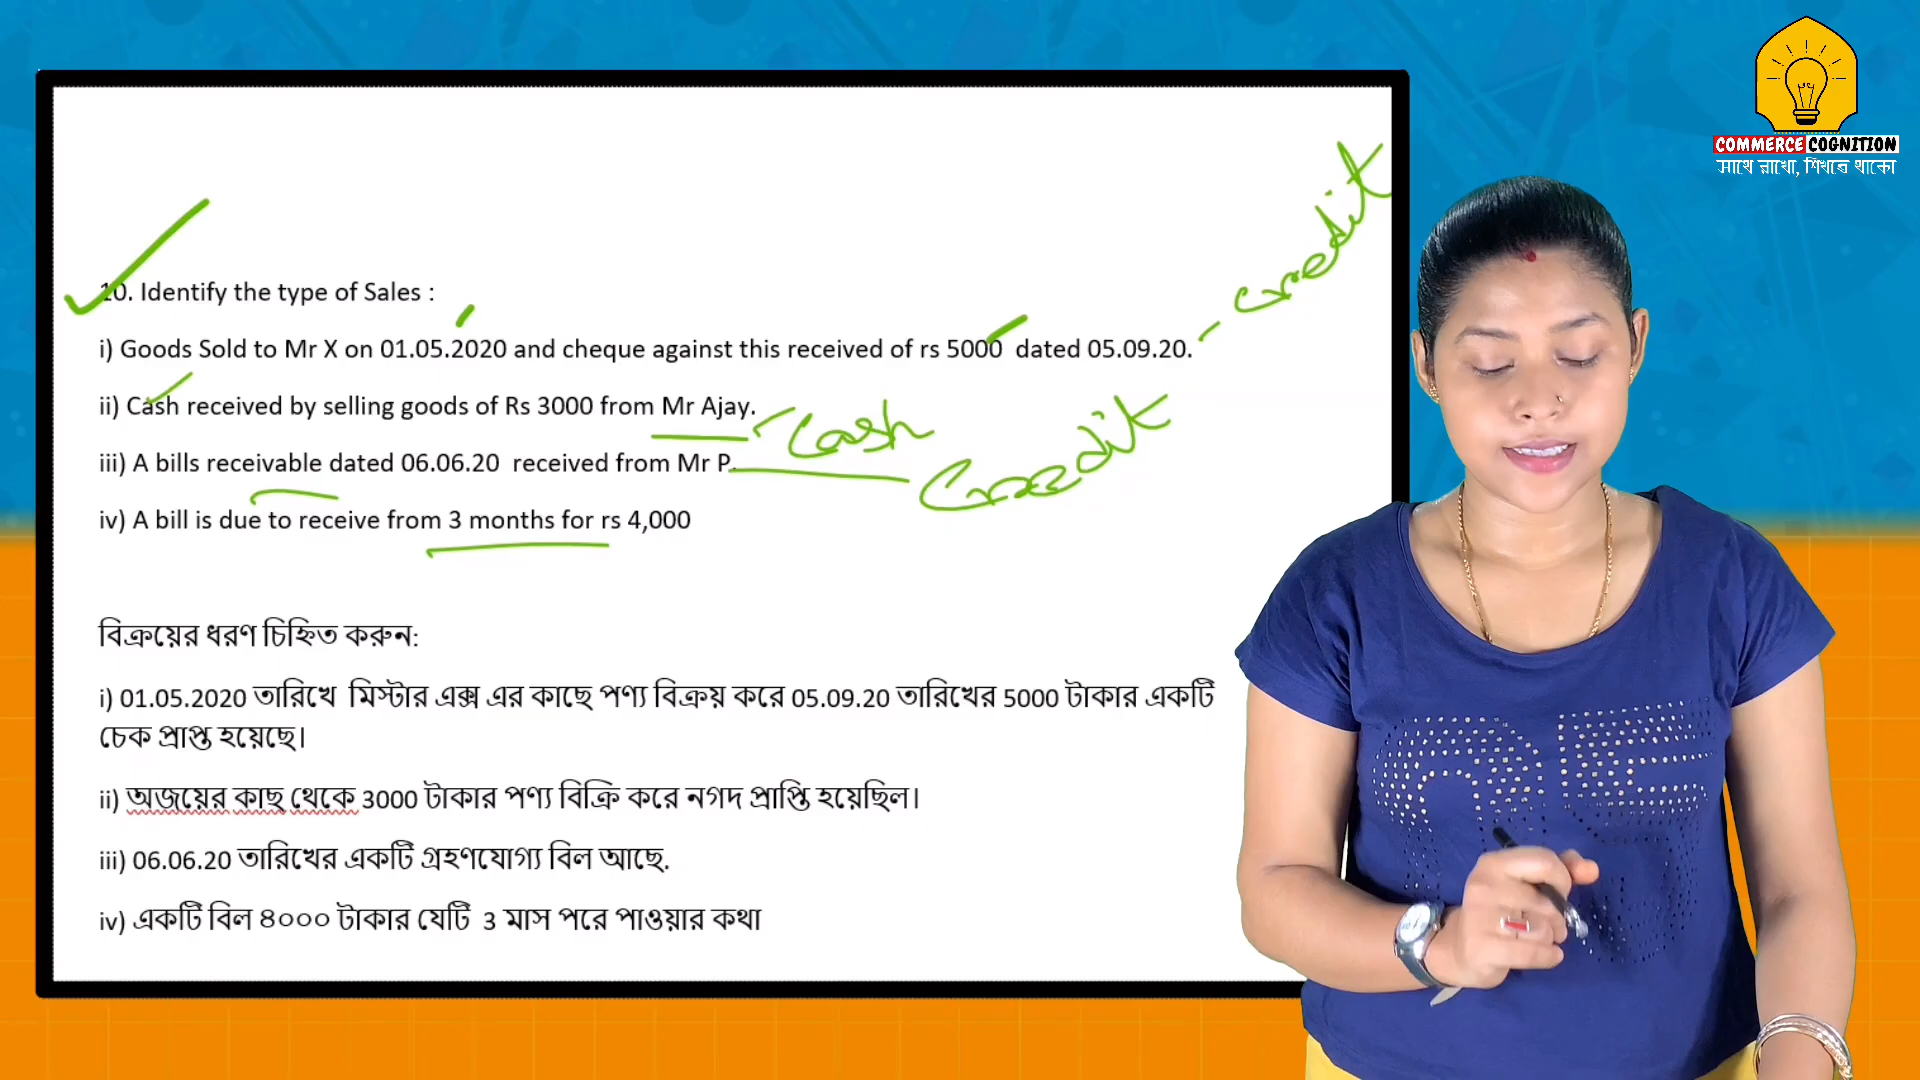 COMMERCE COGNITION
সাথে রাখো, শিখতে থাকো
10. Identify the type of Sales :
i) Goods Sold to Mr X on 01.05.2020 and cheque against this received of rs 5000 dated 05.09.20. - Credit
ii) Cash received by selling goods of Rs 3000 from Mr Ajay. - Cash
iii) A bills receivable dated 06.06.20 received from Mr P. Credit
iv) A bill is due to receive from 3 months for rs 4,000
বিক্রয়ের ধরণ চিহ্নিত করুন:
i) 01.05.2020 তারিখে মিস্টার এক্স এর কাছে পণ্য বিক্রয় করে 05.09.20 তারিখের 5000 টাকার একটি
চেক প্রাপ্ত হয়েছে।
ii) অজয়ের কাছ থেকে 3000 টাকার পণ্য বিক্রি করে নগদ প্রাপ্তি হয়েছিল।
iii) 06.06.20 তারিখের একটি গ্রহণযোগ্য বিল আছে.
iv) একটি বিল ৪০০০ টাকার যেটি 3 মাস পরে পাওয়ার কথা